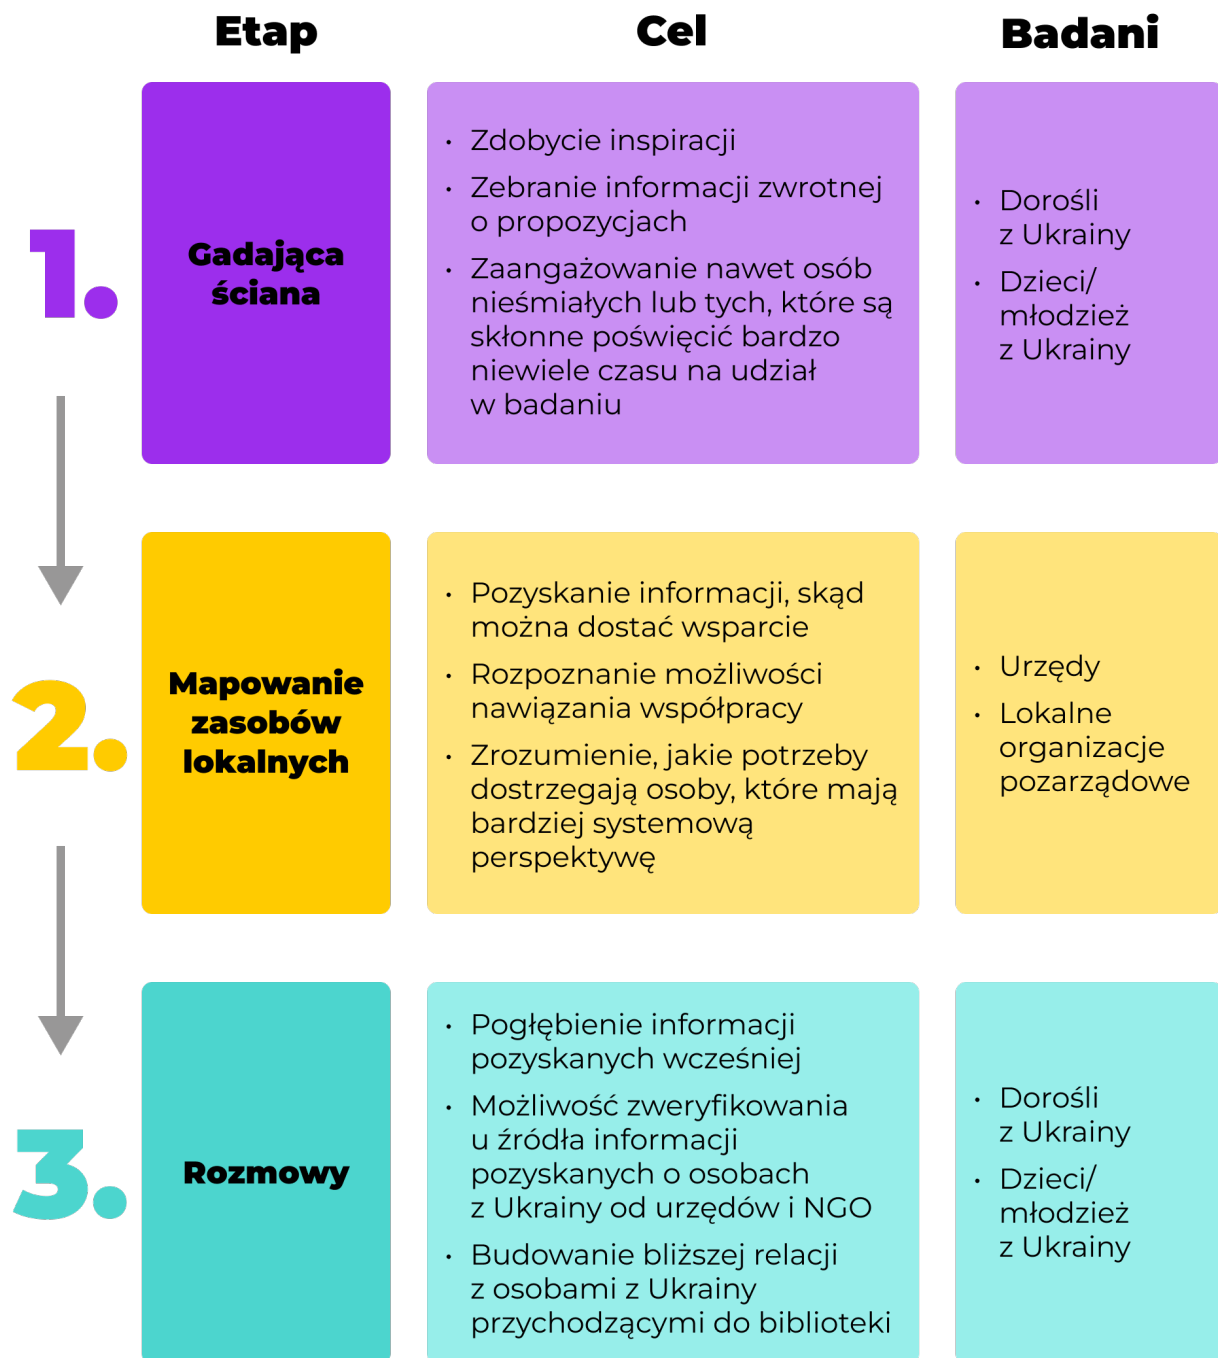 Etap
Cel
Badani
1.
Gadająca
ściana
• Zdobycie inspiracji
• Zebranie informacji zwrotnej
o propozycjach
• Zaangażowanie nawet osób
nieśmiałych lub tych, które są
skłonne poświęcić bardzo
niewiele czasu na udział
w badaniu
• Dorośli
z Ukrainy
• Dzieci/
młodzież
z Ukrainy
2.
Mapowanie
zasobów
lokalnych
• Pozyskanie informacji, skąd
można dostać wsparcie
• Rozpoznanie możliwości
nawiązania współpracy
• Zrozumienie, jakie potrzeby
dostrzegają osoby, które mają
bardziej systemową
perspektywę
• Urzędy
• Lokalne
organizacje
pozarządowe
3.
Rozmowy
• Pogłębienie informacji
pozyskanych wcześniej
• Możliwość zweryfikowania
u źródła informacji
pozyskanych o osobach
z Ukrainy od urzędów i NGO
• Budowanie bliższej relacji
z osobami z Ukrainy
przychodzącymi do biblioteki
• Dorośli
z Ukrainy
• Dzieci/
młodzież
z Ukrainy